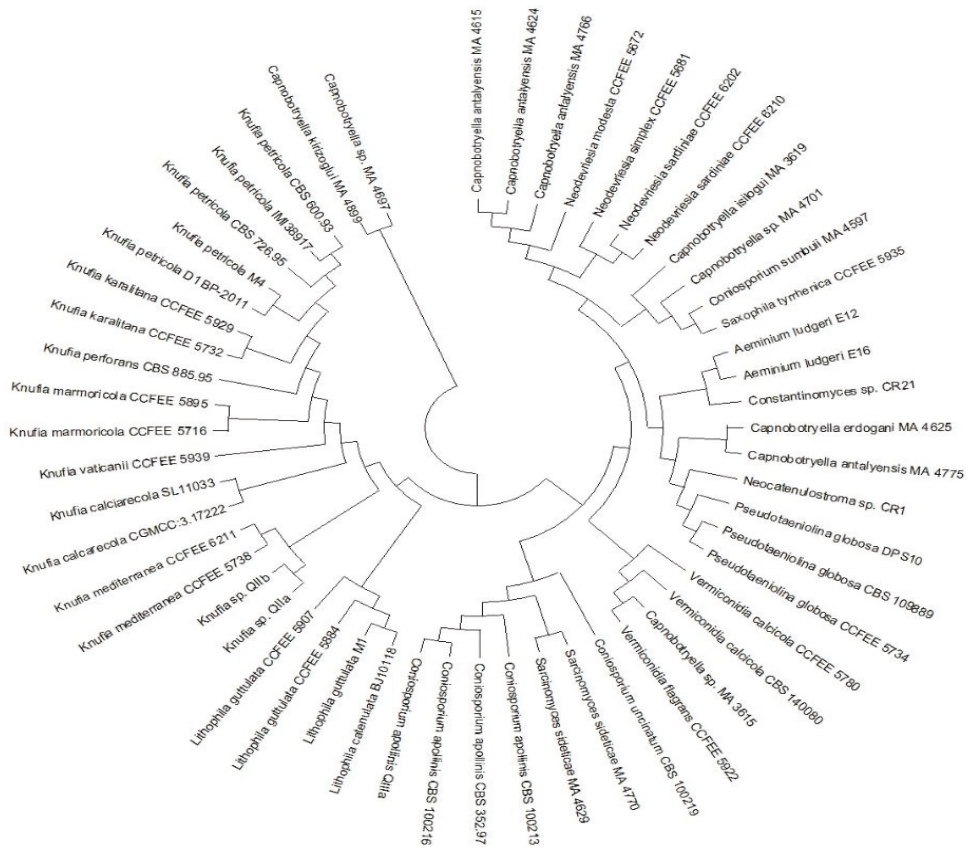 Capnobotryella antalyensis MA 4615
Capnobotryella antalyensis MA 4624
Capnobotryella antalyensis MA 4766
Neodevriesia modesta CCFEE 5672
Neodevriesia simplex CCFEE 5681
Neodevriesia sardiniae CCFEE 6202
Neodevriesia sardiniae CCFEE 6210
Capnobotryella isilogui MA 3619
Capnobotryella sp. MA 4701
Coniosporium sumbulii MA 4597
Saxophila tyrrhenica CCFEE 5935
Aeminium ludgeri E12
Aeminium ludgeri E16
Constantinomyces sp. CR21
Capnobotryella erdogani MA 4625
Capnobotryella antalyensis MA 4775
Neocatenulostroma sp. CR1
Pseudotaeniolina globosa DPS10
Pseudotaeniolina globosa CBS 109889
Pseudotaeniolina globosa CCFEE 5734
Vermiconidia calcicola CCFEE 5780
Vermiconidia calcicola CBS 140080
Capnobotryella sp. MA 3615
Vermiconidia flagrans CCFEE 5922
Coniosporium uncinatum CBS 100219
Sarcinomyces sideticae MA 4770
Sarcinomyces sideticae MA 4629
Coniosporium apollinis CBS 100213
Coniosporium apollinis CBS 352.97
Coniosporium apollinis CBS 100216
Coniosporium apollinis QIIIa
Lithophila catenulata BJ10118
Lithophila guttulata M1
Lithophila guttulata CCFEE 5884
Lithophila guttulata CCFEE 5907
Knufia sp. QIIa
Knufia sp. QIIb
Knufia mediterranea CCFEE 5738
Knufia mediterranea CCFEE 6211
Knufia calcarecola CGMCC:3.17222
Knufia calciarecola SL11033
Knufia vaticanii CCFEE 5939
Knufia marmoricola CCFEE 5716
Knufia marmoricola CCFEE 5895
Knufia perforans CBS 885.95
Knufia karalitana CCFEE 5732
Knufia karalitana CCFEE 5929
Knufia petricola D1 BP-2011
Knufia petricola M4
Knufia petricola CBS 726.95
Knufia petricola IMI38917
Knufia petricola CBS 600.93
Capnobotryella kirizoglui MA 4899
Capnobotryella sp. MA 4697